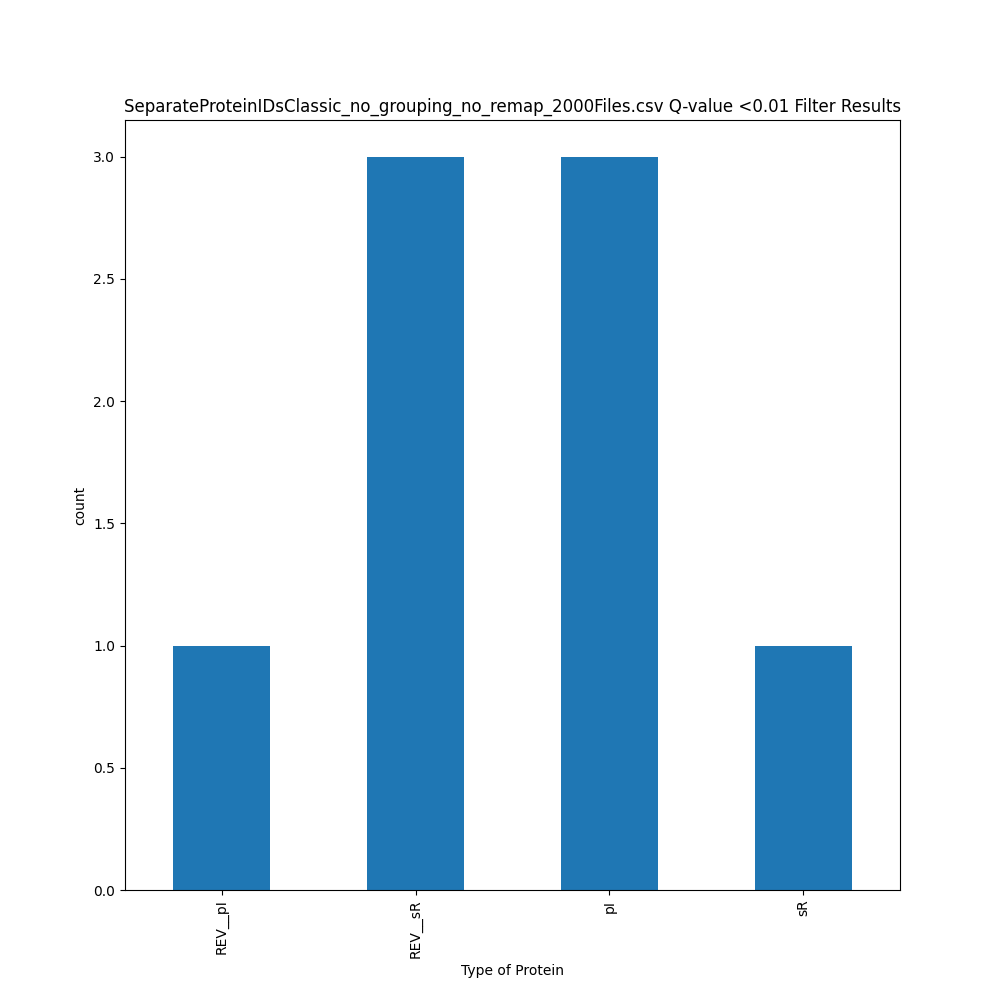 SeparateProteinIDsClassic_no_grouping_no_remap_2000Files.csv Q-value <0.01 Filter Results
3.0
2.5
2.0
1.5
1.0
0.5
0.0
count
REV__pI
REV__sR
pI
sR
Type of Protein